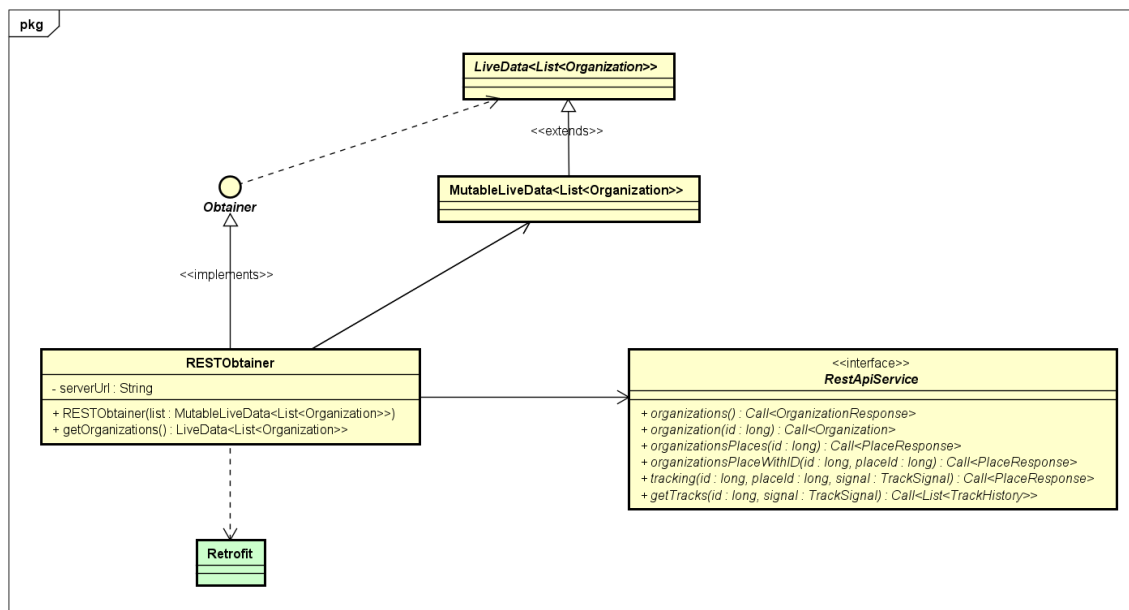 pkg
LiveData<List<Organization>>
<<extends>>
MutableLiveData<List<Organization>>
Obtainer
<<implements>>
RESTObtainer
- serverUrl : String
+ RESTObtainer(list : MutableLiveData<List<Organization>>)
+ getOrganizations() : LiveData<List<Organization>>
<<interface>>
RestApiService
+ organizations() : Call<OrganizationResponse>
+ organization(id : long) : Call<Organization>
+ organizationsPlaces(id : long) : Call<PlaceResponse>
+ organizationsPlaceWithID(id : long, placeId : long) : Call<PlaceResponse>
+ tracking(id : long, placeId : long, signal : TrackSignal) : Call<PlaceResponse>
+ getTracks(id : long, signal : TrackSignal) : Call<List<TrackHistory>>
Retrofit